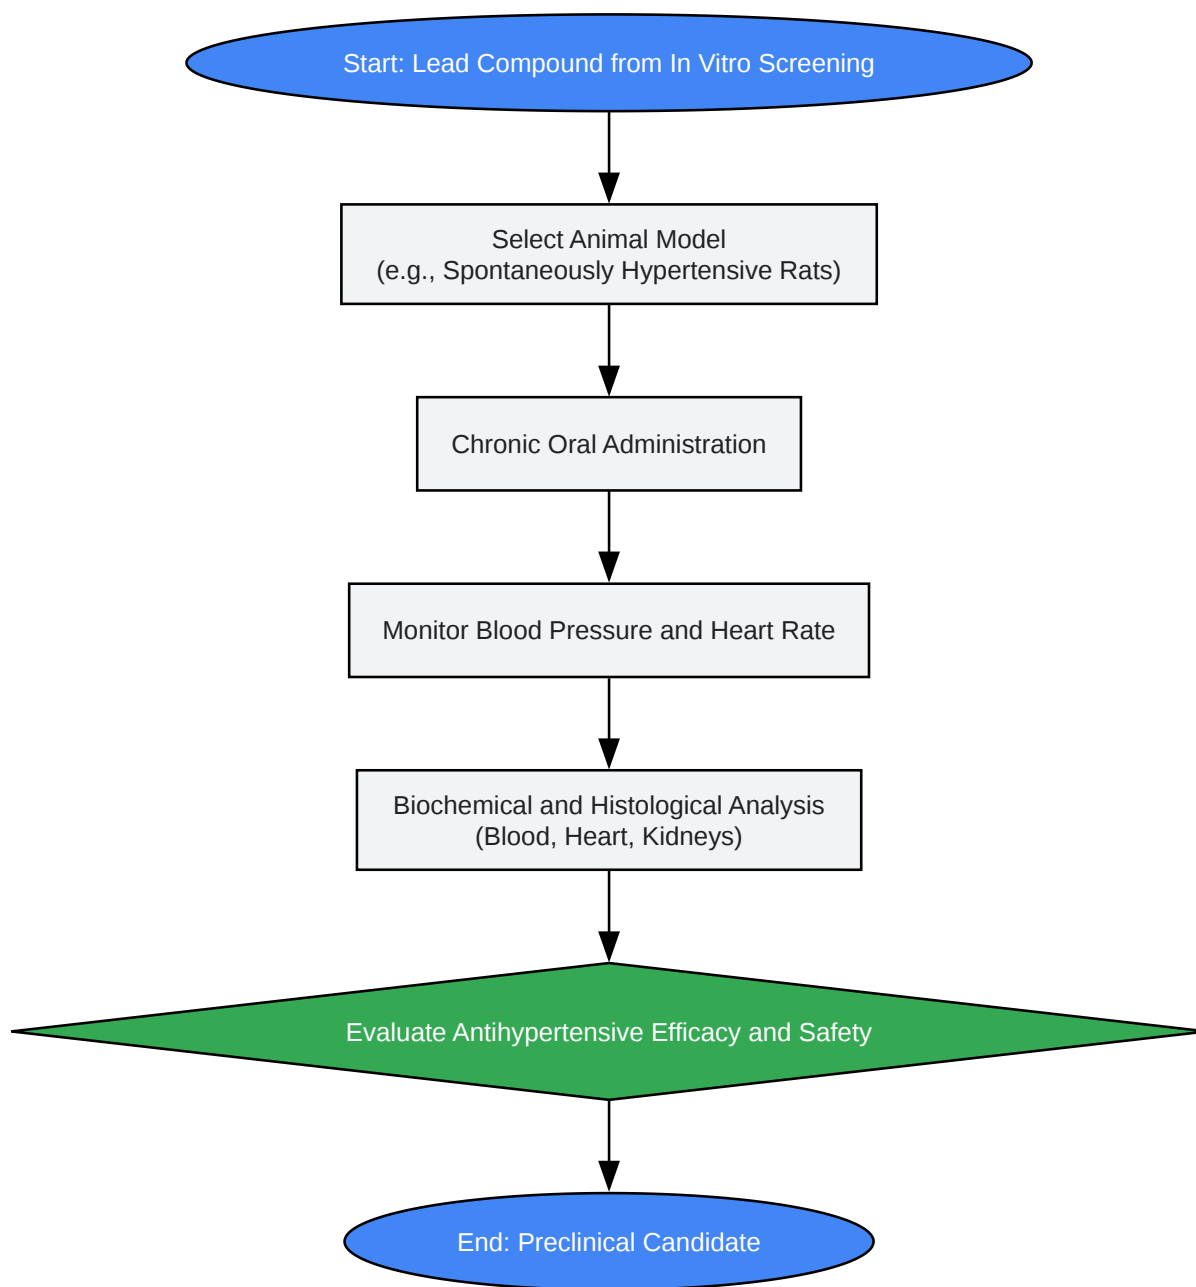 Start: Lead Compound from In Vitro Screening
Select Animal Model
(e.g., Spontaneously Hypertensive Rats)
Chronic Oral Administration
Monitor Blood Pressure and Heart Rate
Biochemical and Histological Analysis
(Blood, Heart, Kidneys)
Evaluate Antihypertensive Efficacy and Safety
End: Preclinical Candidate